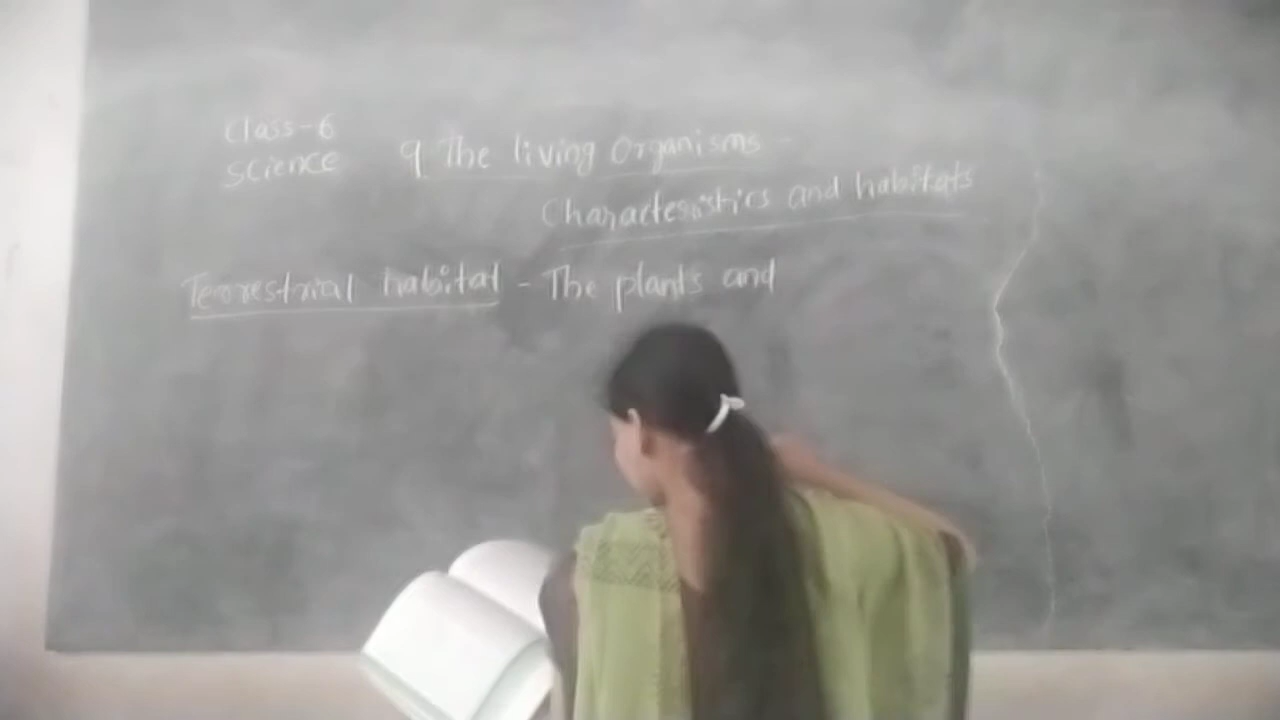 Class-6
Science
9 The living Organisms -
Characteristics and habitats
Terrestrial habitat - The plants and